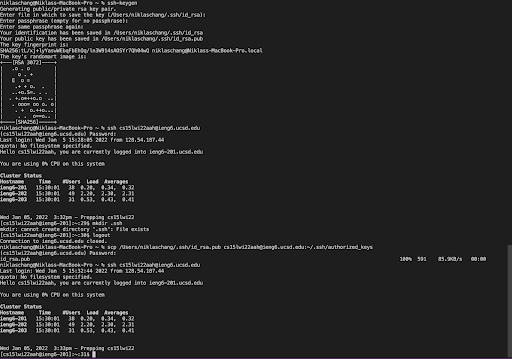 niklaschang@Niklass-MacBook-Pro ~ % ssh-keygen
Generating public/private rsa key pair.
Enter file in which to save the key (/Users/niklaschang/.ssh/id_rsa):
Enter passphrase (empty for no passphrase):
Enter same passphrase again:
Your identification has been saved in /Users/niklaschang/.ssh/id_rsa
Your public key has been saved in /Users/niklaschang/.ssh/id_rsa.pub
The key fingerprint is:
niklaschang@Niklass-MacBook-Pro.local
The key's randomart image is:
+---[RSA 3072]----+
+----[SHA256]-----+
niklaschang@Niklass-MacBook-Pro ~ % ssh cs15lwi22aah@ieng6.ucsd.edu
(cs15lwi22aah@ieng6.ucsd.edu) Password:
Last login: Wed Jan  5 15:28:05 2022 from 128.54.187.44
quota: No filesystem specified.
Hello cs15lwi22aah, you are currently logged into ieng6-201.ucsd.edu
You are using 0% CPU on this system
Cluster Status
Hostname     Time    #Users  Load  Averages
ieng6-201   15:30:01   38  0.20,  0.34,  0.32
ieng6-202   15:30:01   49  2.20,  2.30,  2.31
ieng6-203   15:30:01   31  0.53,  0.43,  0.41
Wed Jan 05, 2022  3:32pm - Prepping cs15lwi22
[cs15lwi22aah@ieng6-201]:~:29$ mkdir .ssh
mkdir: cannot create directory ".ssh": File exists
[cs15lwi22aah@ieng6-201]:~:30$ logout
Connection to ieng6.ucsd.edu closed.
niklaschang@Niklass-MacBook-Pro ~ % scp /Users/niklaschang/.ssh/id_rsa.pub cs15lwi22aah@ieng6.ucsd.edu:~/.ssh/authorized_keys
(cs15lwi22aah@ieng6.ucsd.edu) Password:
id_rsa.pub 100% 591 85.9KB/s 00:00
niklaschang@Niklass-MacBook-Pro ~ % ssh cs15lwi22aah@ieng6.ucsd.edu
Last login: Wed Jan  5 15:32:44 2022 from 128.54.187.44
quota: No filesystem specified.
Hello cs15lwi22aah, you are currently logged into ieng6-201.ucsd.edu
You are using 0% CPU on this system
Cluster Status
Hostname     Time    #Users  Load  Averages
ieng6-201   15:30:01   38  0.20,  0.34,  0.32
ieng6-202   15:30:01   49  2.20,  2.30,  2.31
ieng6-203   15:30:01   31  0.53,  0.43,  0.41
Wed Jan 05, 2022  3:33pm - Prepping cs15lwi22
[cs15lwi22aah@ieng6-201]:~:31$